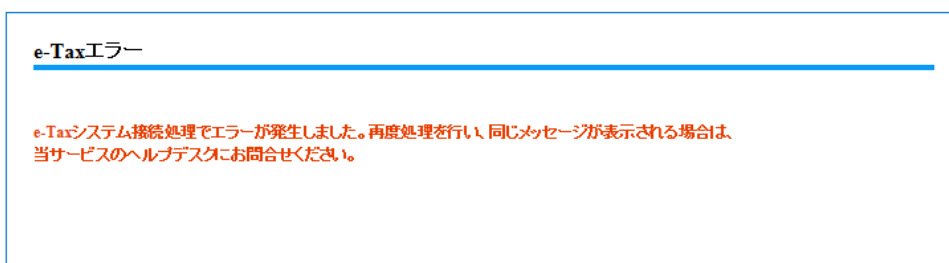 e-Taxエラー
e-Taxシステム接続処理でエラーが発生しました。再度処理を行い、同じメッセージが表示される場合は、
当サービスのヘルプデスクにお問合せください。